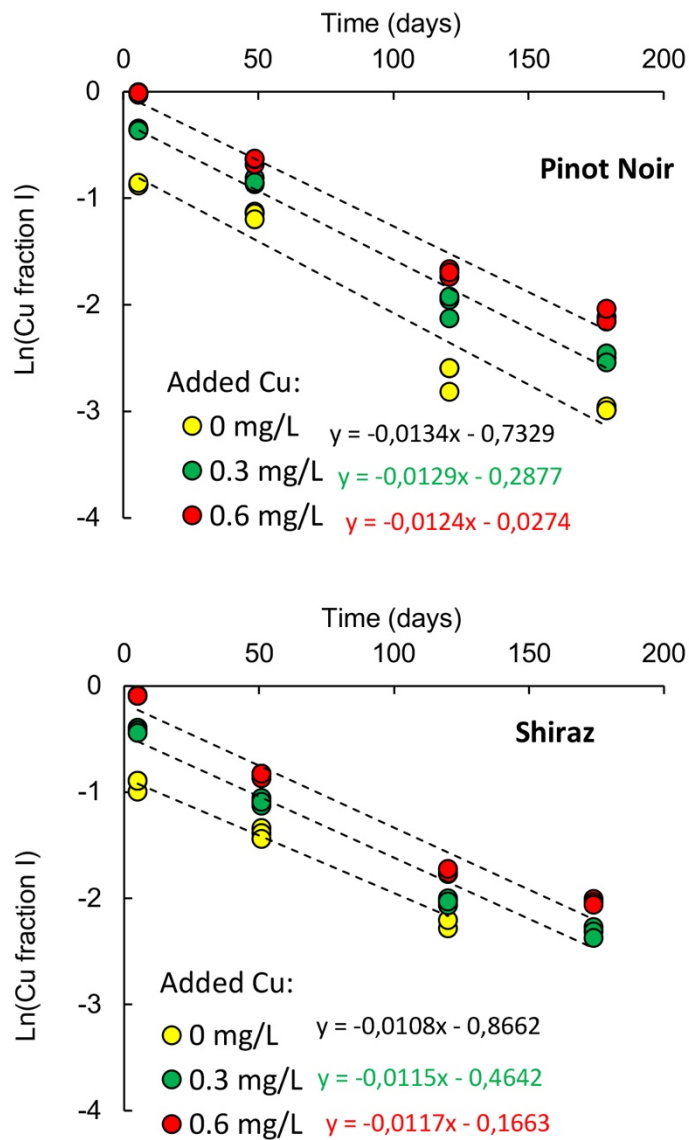 Time (days)
0 50 100 150 200
0
Pinot Noir
-1
Ln(Cu fraction I)
-2
-3
Added Cu:
0 mg/L y = -0,0134x - 0,7329
0.3 mg/L y = -0,0129x - 0,2877
0.6 mg/L y = -0,0124x - 0,0274
-4
Time (days)
0 50 100 150 200
0
Shiraz
-1
Ln(Cu fraction I)
-2
-3
Added Cu:
0 mg/L y = -0,0108x - 0,8662
0.3 mg/L y = -0,0115x - 0,4642
0.6 mg/L y = -0,0117x - 0,1663
-4